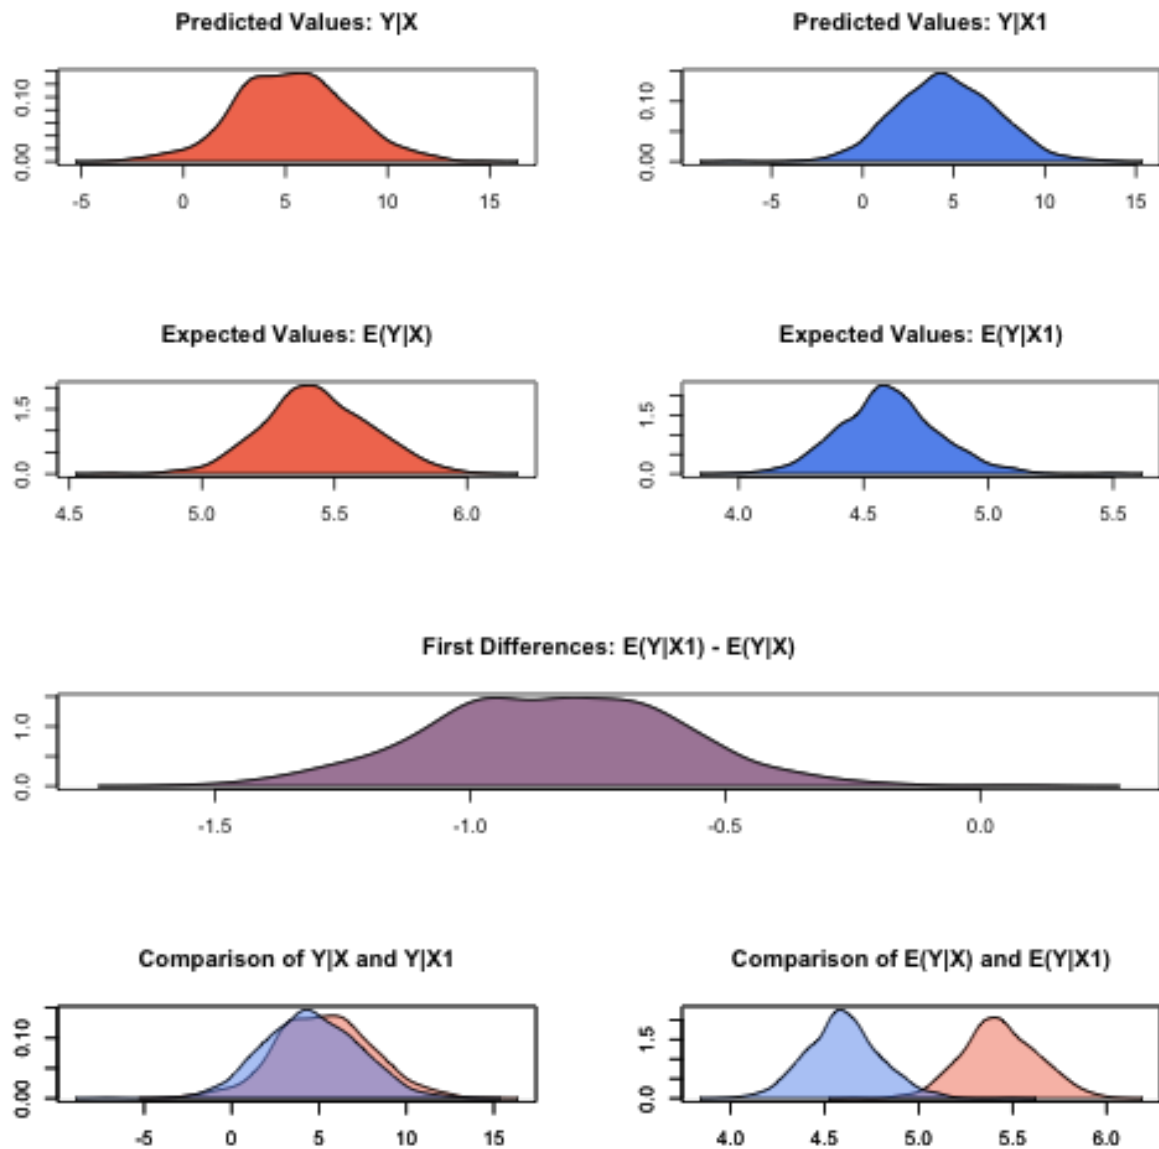 Predicted Values: Y|X
0.00 0.10
-5 0 5 10 15
Predicted Values: Y|X1
0.00 0.10
-5 0 5 10 15
Expected Values: E(Y|X)
0.0 1.5
4.5 5.0 5.5 6.0
Expected Values: E(Y|X1)
0.0 1.5
4.0 4.5 5.0 5.5
First Differences: E(Y|X1) - E(Y|X)
0.0 1.0
-1.5 -1.0 -0.5 0.0
Comparison of Y|X and Y|X1
0.00 0.10
-5 0 5 10 15
Comparison of E(Y|X) and E(Y|X1)
0.0 1.5
4.0 4.5 5.0 5.5 6.0